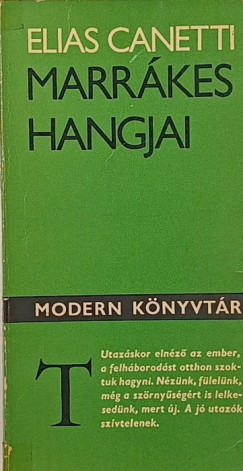 ELIAS CANETTI
MARRÁKES
HANGJAI
MODERN KÖNYVTÁR
T
Utazáskor elnéző az ember,
a felháborodást otthon szok-
tuk hagyni. Nézünk, fülelünk,
még a szörnyűségért is lelke-
sedünk, mert új. A jó utazók
szívtelenek.